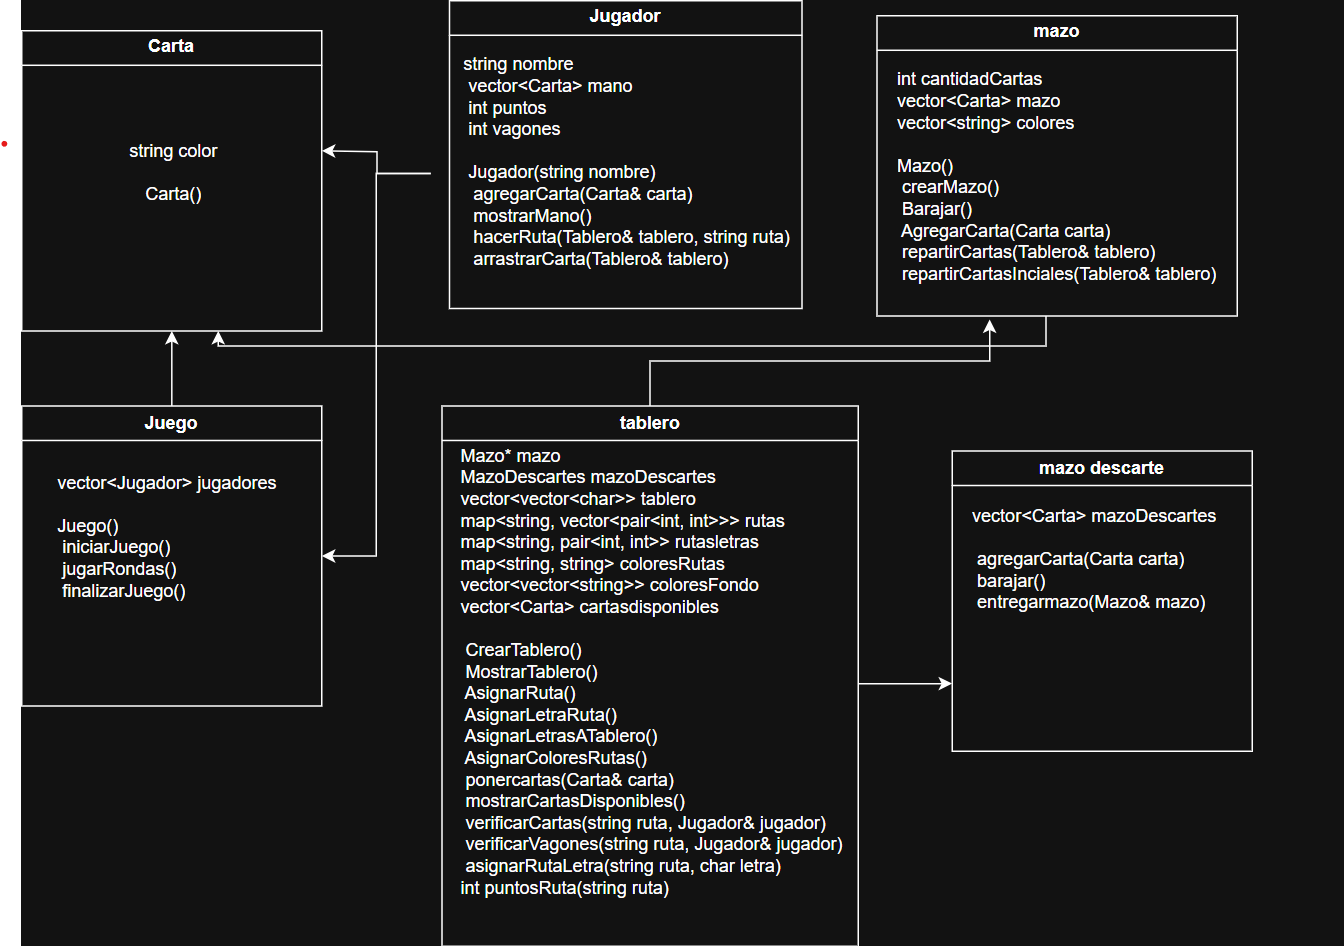 Carta
string color
Carta()
Jugador
string nombre
vector<Carta> mano
int puntos
int vagones
Jugador(string nombre)
agregarCarta(Carta& carta)
mostrarMano()
hacerRuta(Tablero& tablero, string ruta)
arrastrarCarta(Tablero& tablero)
mazo
int cantidadCartas
vector<Carta> mazo
vector<string> colores
Mazo()
crearMazo()
Barajar()
AgregarCarta(Carta carta)
repartirCartas(Tablero& tablero)
repartirCartasInciales(Tablero& tablero)
Juego
vector<Jugador> jugadores
Juego()
iniciarJuego()
jugarRondas()
finalizarJuego()
tablero
Mazo* mazo
MazoDescartes mazoDescartes
vector<vector<char>> tablero
map<string, vector<pair<int, int>>> rutas
map<string, pair<int, int>> rutasletras
map<string, string> coloresRutas
vector<vector<string>> coloresFondo
vector<Carta> cartasdisponibles
CrearTablero()
MostrarTablero()
AsignarRuta()
AsignarLetraRuta()
AsignarLetrasATablero()
AsignarColoresRutas()
ponercartas(Carta& carta)
mostrarCartasDisponibles()
verificarCartas(string ruta, Jugador& jugador)
verificarVagones(string ruta, Jugador& jugador)
asignarRutaLetra(string ruta, char letra)
int puntosRuta(string ruta)
mazo descarte
vector<Carta> mazoDescartes
agregarCarta(Carta carta)
barajar()
entregarmazo(Mazo& mazo)